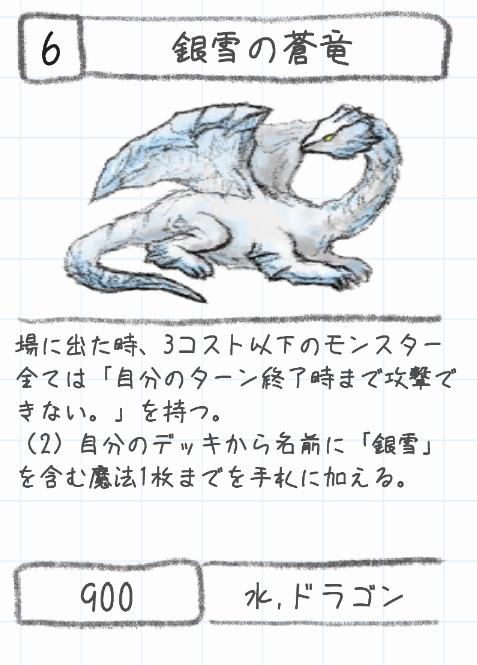 6
銀雪の蒼竜
場に出た時、3コスト以下のモンスター
全ては「自分のターン終了時まで攻撃で
きない。」を持つ。
（2）自分のデッキから名前に「銀雪」
を含む魔法1枚までを手札に加える。
900
水,ドラゴン